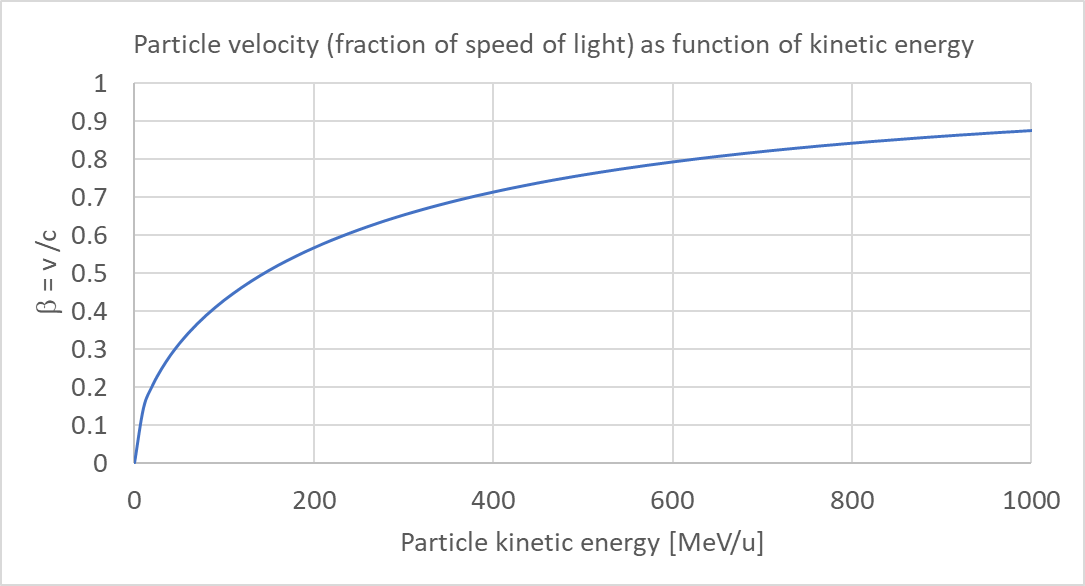 Particle velocity (fraction of speed of light) as function of kinetic energy
1
0.9
0.8
0.7
0.6
0.5
0.4
0.3
0.2
0.1
0
β = v /c
0 200 400 600 800 1000
Particle kinetic energy [MeV/u]